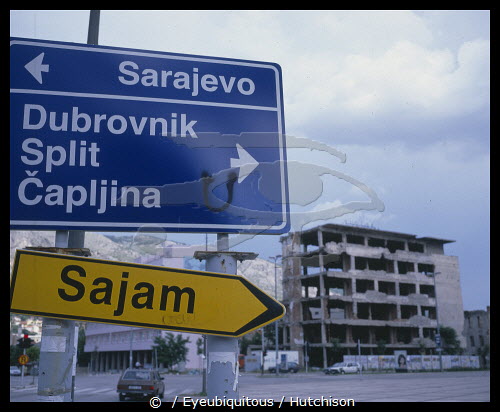 Sarajevo
Dubrovnik
Split
Čapljina
Sajam
© / Eyeubiquitous / Hutchison